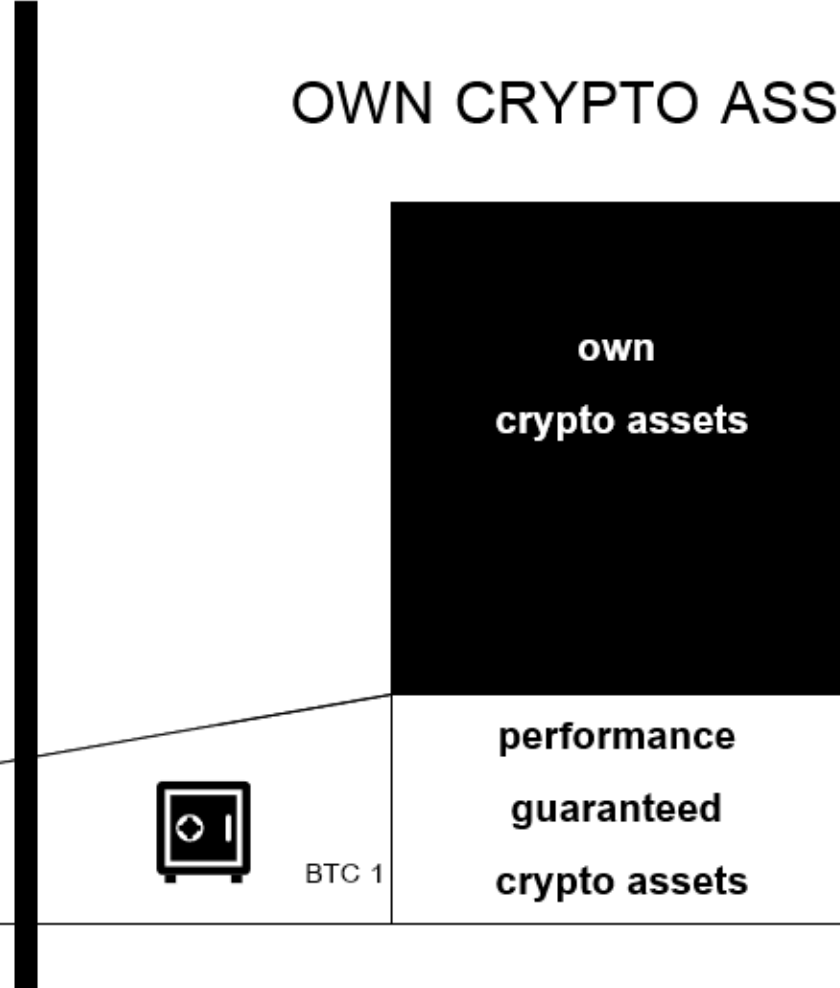 OWN CRYPTO ASS
own
crypto assets
performance
guaranteed
crypto assets
BTC 1